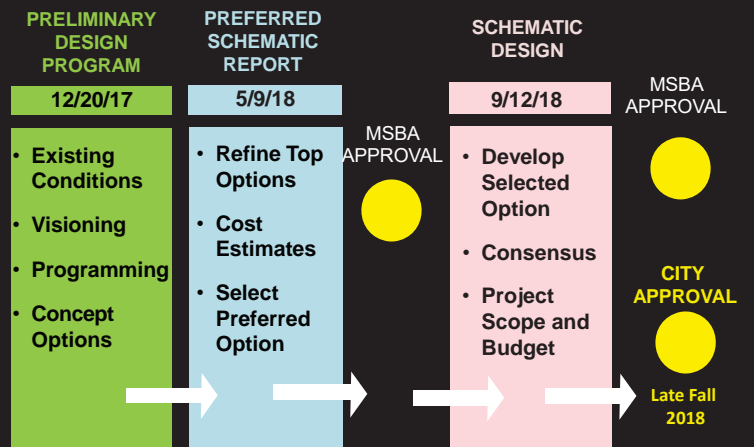 PRELIMINARY
DESIGN
PROGRAM
12/20/17
• Existing
Conditions
• Visioning
• Programming
• Concept
Options
PREFERRED
SCHEMATIC
REPORT
5/9/18
• Refine Top
Options
• Cost
Estimates
• Select
Preferred
Option
MSBA
APPROVAL
SCHEMATIC
DESIGN
9/12/18
• Develop
Selected
Option
• Consensus
• Project
Scope and
Budget
MSBA
APPROVAL
CITY
APPROVAL
Late Fall
2018